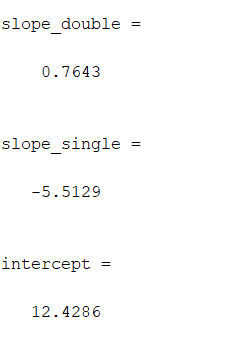 slope_double =
0.7643
slope_single =
-5.5129
intercept =
12.4286